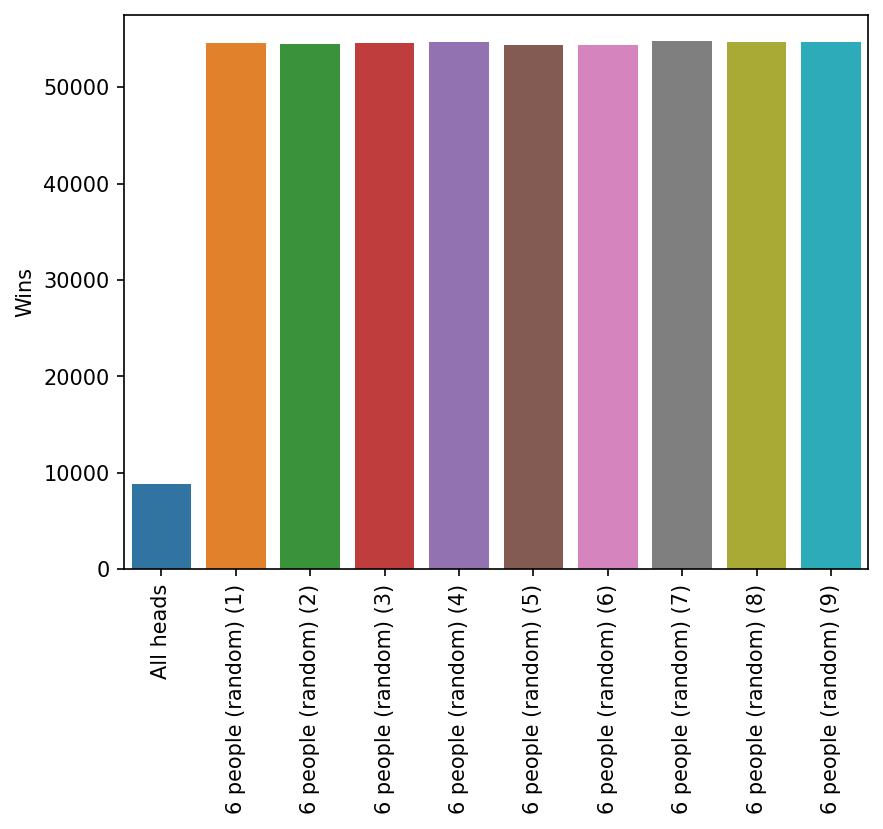 Wins
50000
40000
30000
20000
10000
0
All heads
6 people (random) (1)
6 people (random) (2)
6 people (random) (3)
6 people (random) (4)
6 people (random) (5)
6 people (random) (6)
6 people (random) (7)
6 people (random) (8)
6 people (random) (9)